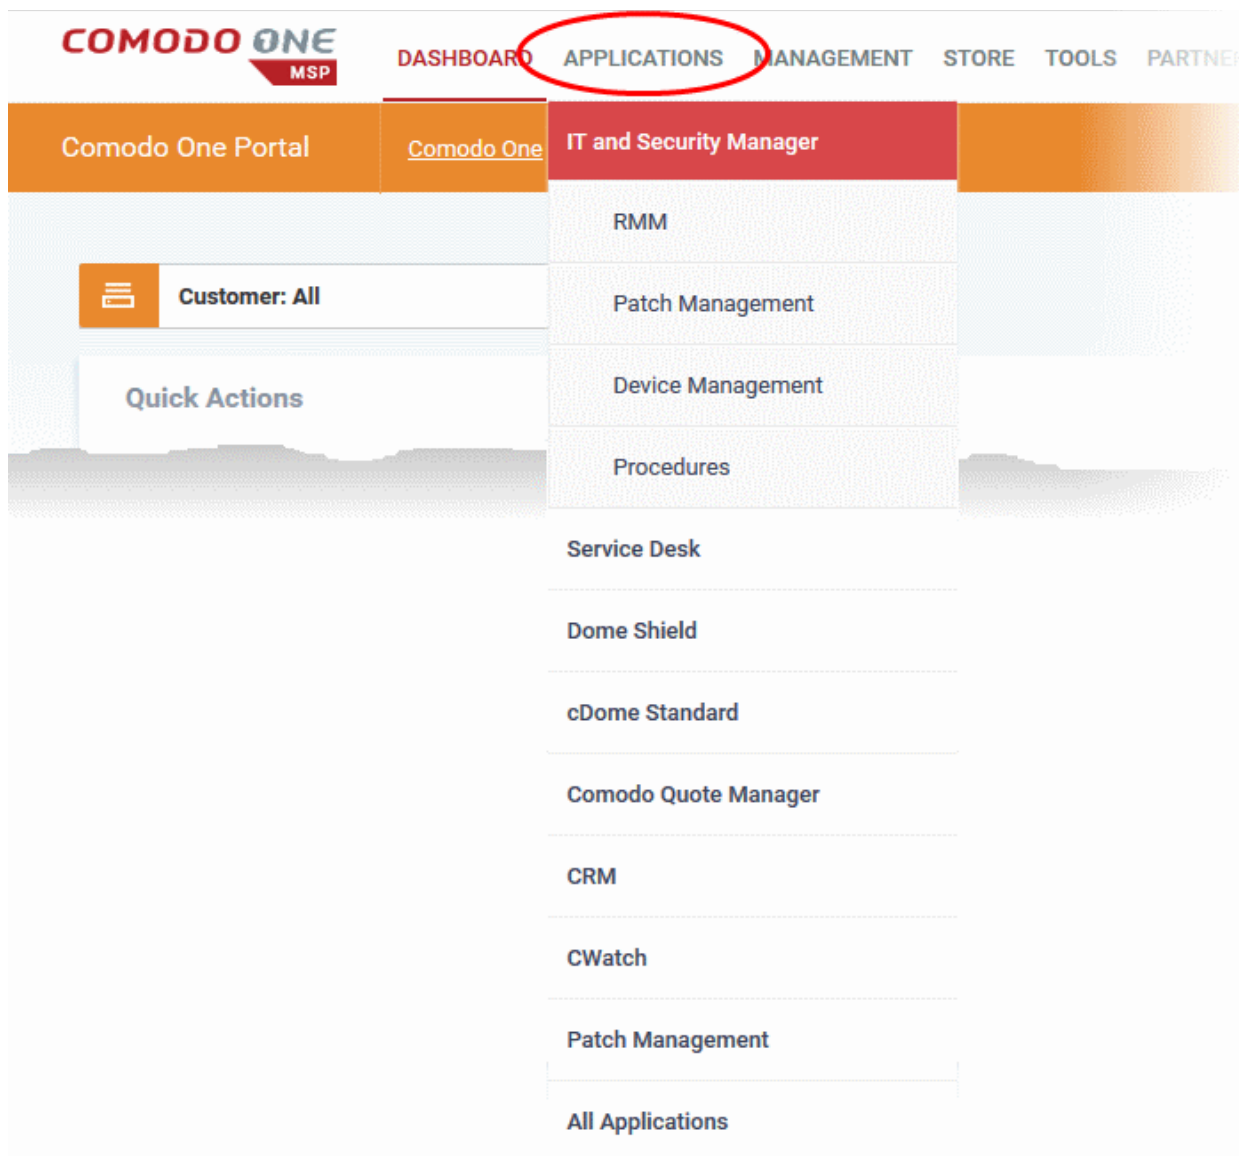 COMODO ONE
MSP
DASHBOARD APPLICATIONS MANAGEMENT STORE TOOLS PARTNE
Comodo One Portal
Comodo One
IT and Security Manager
RMM
Customer: All
Patch Management
Device Management
Quick Actions
Procedures
Service Desk
Dome Shield
cDome Standard
Comodo Quote Manager
CRM
CWatch
Patch Management
All Applications